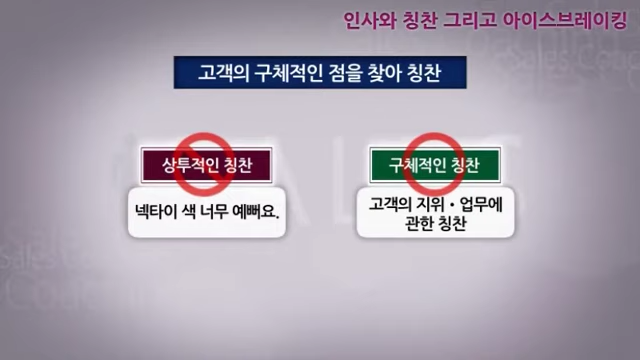 인사와 칭찬 그리고 아이스브레이킹
고객의 구체적인 점을 찾아 칭찬
상투적인 칭찬
넥타이 색 너무 예뻐요.
구체적인 칭찬
고객의 지위・업무에
관한 칭찬